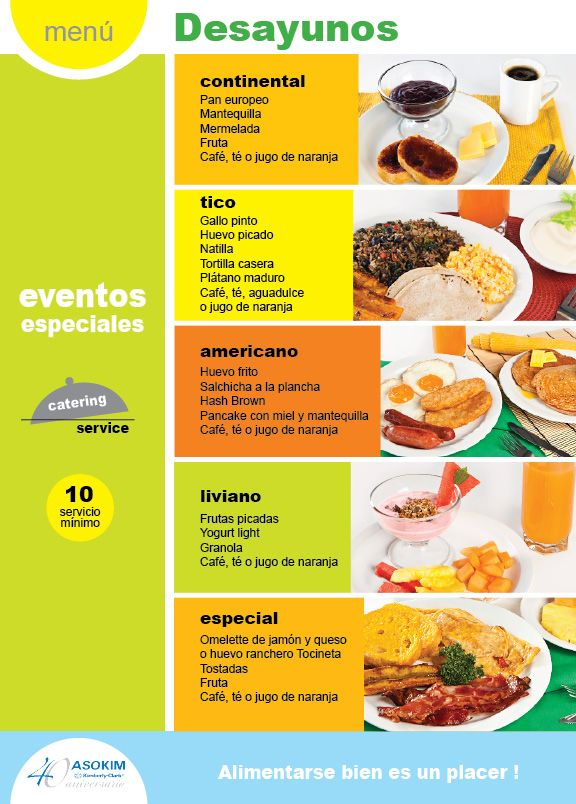 menú
Desayunos
eventos
especiales
catering
service
10
servicio
mínimo
continental
Pan europeo
Mantequilla
Mermelada
Fruta
Café, té o jugo de naranja
tico
Gallo pinto
Huevo picado
Natilla
Tortilla casera
Plátano maduro
Café, té, aguadulce
o jugo de naranja
americano
Huevo frito
Salchicha a la plancha
Hash Brown
Pancake con miel y mantequilla
Café, té o jugo de naranja
liviano
Frutas picadas
Yogurt light
Granola
Café, té o jugo de naranja
especial
Omelette de jamón y queso
o huevo ranchero Tocineta
Tostadas
Fruta
Café, té o jugo de naranja
40 ASOKIM
Kimberly-Clark
aniversario
Alimentarse bien es un placer !